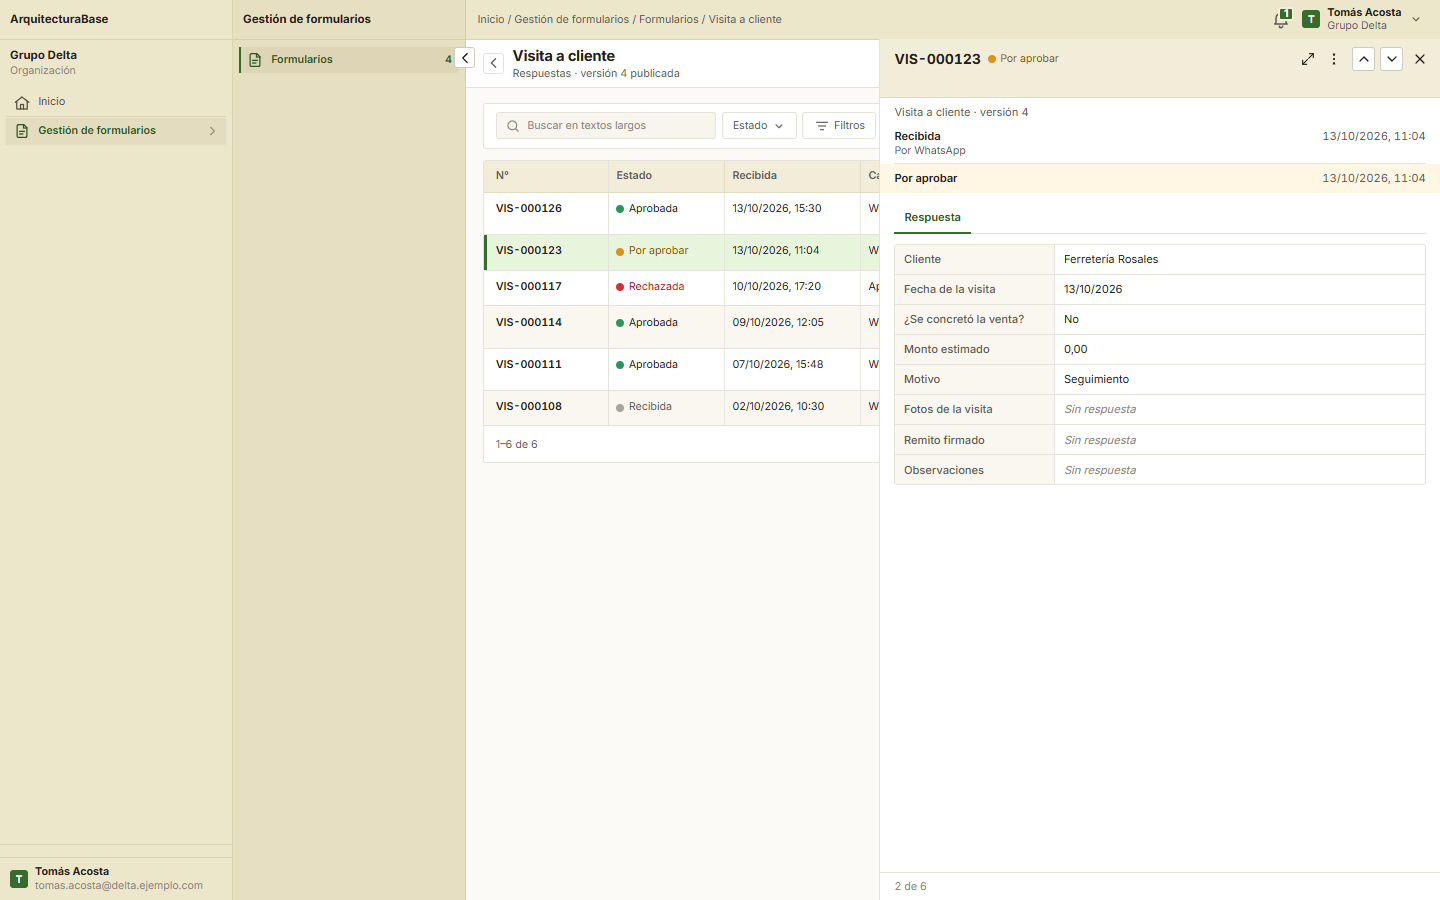 ArquitecturaBase
Grupo Delta
Organización
Inicio
Gestión de formularios
Tomás Acosta
tomas.acosta@delta.ejemplo.com
Gestión de formularios
Formularios 4
Inicio / Gestión de formularios / Formularios / Visita a cliente
1
T Tomás Acosta
Grupo Delta
Visita a cliente
Respuestas · versión 4 publicada
Buscar en textos largos Estado Filtros
Nº Estado Recibida Ca
VIS-000126 Aprobada 13/10/2026, 15:30 W
VIS-000123 Por aprobar 13/10/2026, 11:04 W
VIS-000117 Rechazada 10/10/2026, 17:20 Ap
VIS-000114 Aprobada 09/10/2026, 12:05 W
VIS-000111 Aprobada 07/10/2026, 15:48 W
VIS-000108 Recibida 02/10/2026, 10:30 W
1–6 de 6
VIS-000123 Por aprobar
Visita a cliente · versión 4
Recibida 13/10/2026, 11:04
Por WhatsApp
Por aprobar 13/10/2026, 11:04
Respuesta
Cliente Ferretería Rosales
Fecha de la visita 13/10/2026
¿Se concretó la venta? No
Monto estimado 0,00
Motivo Seguimiento
Fotos de la visita Sin respuesta
Remito firmado Sin respuesta
Observaciones Sin respuesta
2 de 6
T